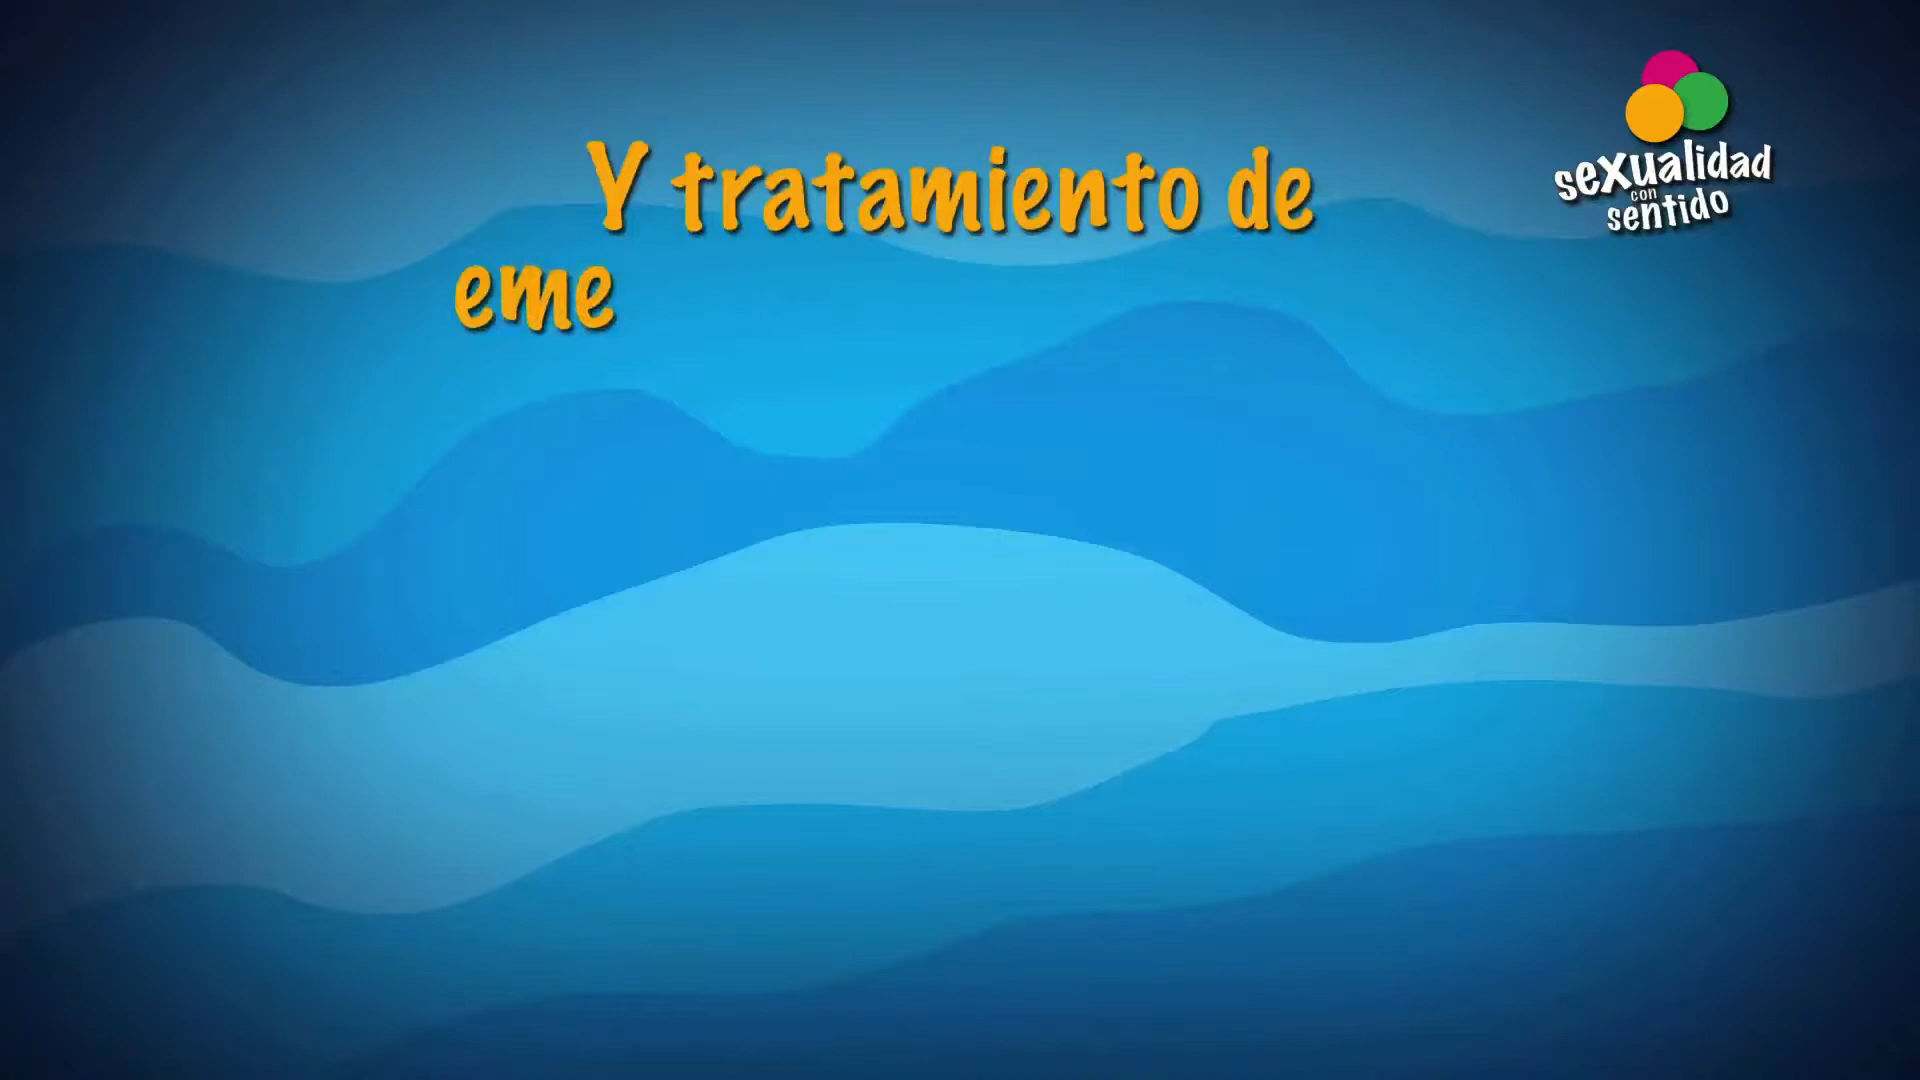 Y tratamiento de
eme
sexualidad
con
sentido